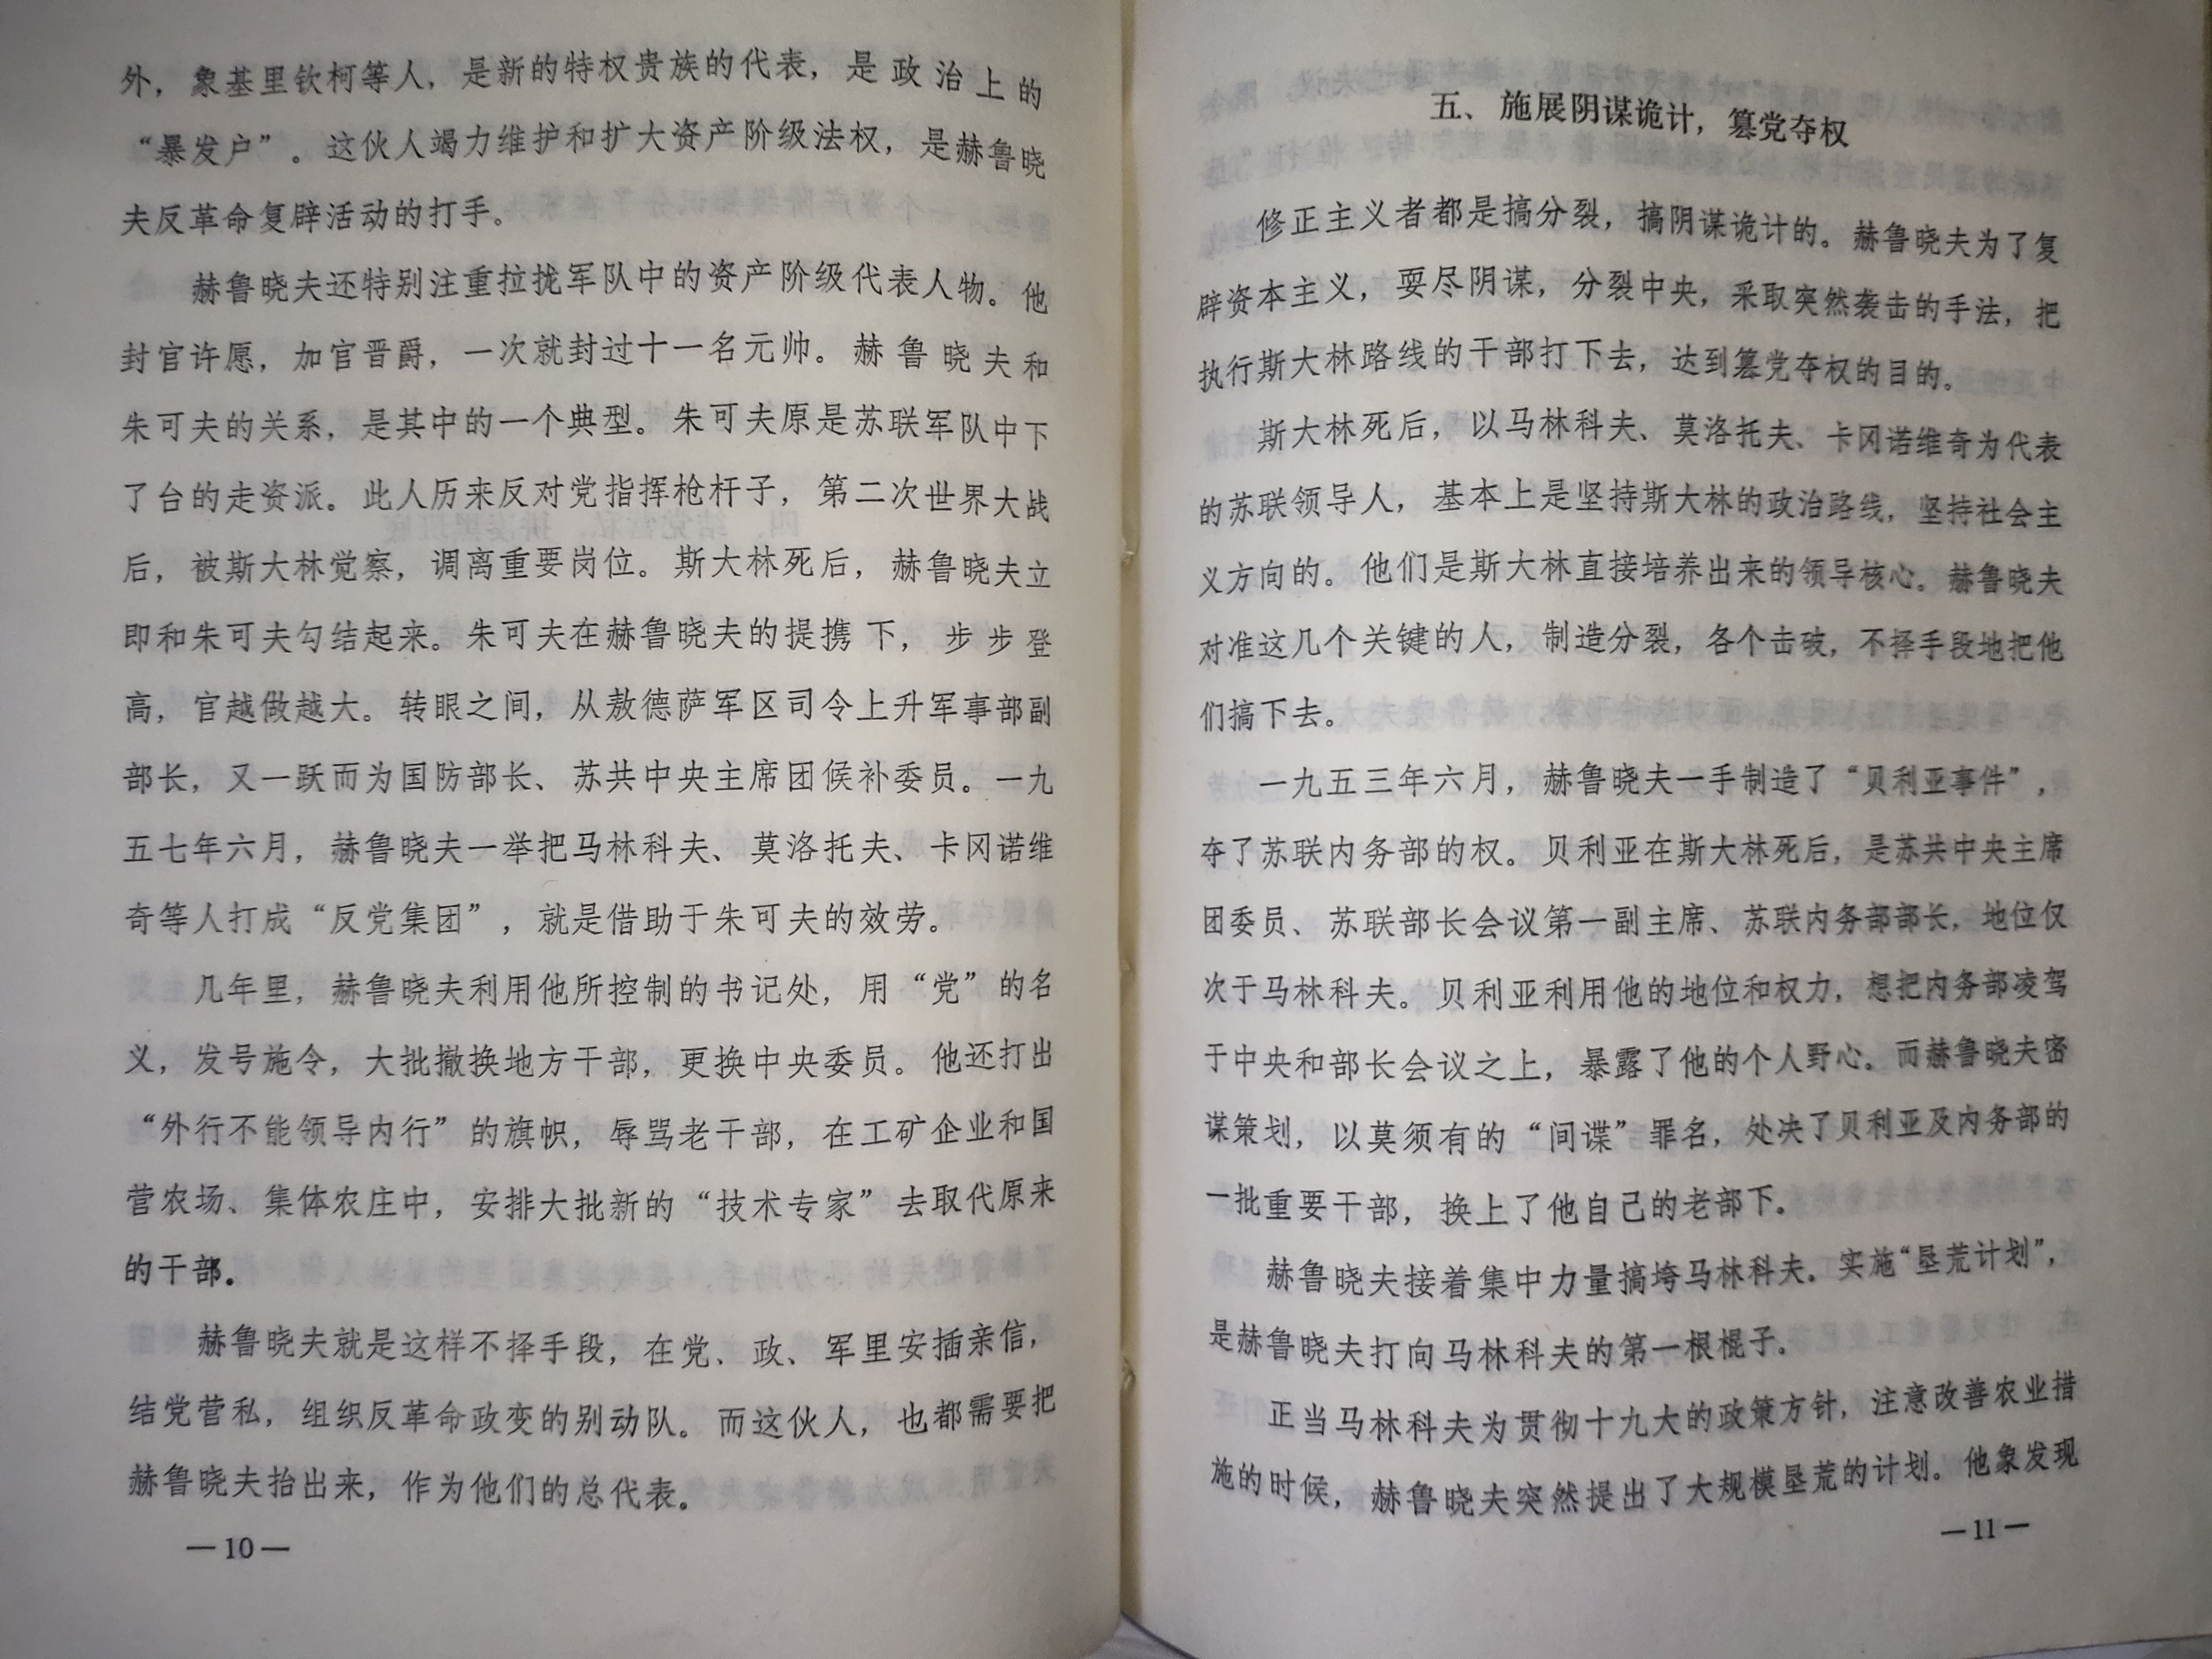 外，象基里钦柯等人，是新的特权贵族的代表，是政治上的
“暴发户”。这伙人竭力维护和扩大资产阶级法权，是赫鲁晓
夫反革命复辟活动的打手。
赫鲁晓夫还特别注重拉拢军队中的资产阶级代表人物。他
封官许愿，加官晋爵，一次就封过十一名元帅。赫鲁晓夫和
朱可夫的关系，是其中的一个典型。朱可夫原是苏联军队中下
了台的走资派。此人历来反对党指挥枪杆子，第二次世界大战
后，被斯大林觉察，调离重要岗位。斯大林死后，赫鲁晓夫立
即和朱可夫勾结起来。朱可夫在赫鲁晓夫的提携下，步步登
高，官越做越大。转眼之间，从敖德萨军区司令上升军事部副
部长，又一跃而为国防部长、苏共中央主席团候补委员。一九
五七年六月，赫鲁晓夫一举把马林科夫、莫洛托夫、卡冈诺维
奇等人打成“反党集团”，就是借助于朱可夫的效劳。
几年里，赫鲁晓夫利用他所控制的书记处，用“党”的名
义，发号施令，大批撤换地方干部，更换中央委员。他还打出
“外行不能领导内行”的旗帜，辱骂老干部，在工矿企业和国
营农场、集体农庄中，安排大批新的“技术专家”去取代原来
的干部。
赫鲁晓夫就是这样不择手段，在党、政、军里安插亲信，
结党营私，组织反革命政变的别动队。而这伙人，也都需要把
赫鲁晓夫抬出来，作为他们的总代表。
—10—
五、施展阴谋诡计，篡党夺权
修正主义者都是搞分裂，搞阴谋诡计的。赫鲁晓夫为了复
辟资本主义，耍尽阴谋，分裂中央，采取突然袭击的手法，把
执行斯大林路线的干部打下去，达到篡党夺权的目的。
斯大林死后，以马林科夫、莫洛托夫、卡冈诺维奇为代表
的苏联领导人，基本上是坚持斯大林的政治路线，坚持社会主
义方向的。他们是斯大林直接培养出来的领导核心。赫鲁晓夫
对准这几个关键的人，制造分裂，各个击破，不择手段地把他
们搞下去。
一九五三年六月，赫鲁晓夫一手制造了“贝利亚事件”，
夺了苏联内务部的权。贝利亚在斯大林死后，是苏共中央主席
团委员、苏联部长会议第一副主席、苏联内务部部长，地位仅
次于马林科夫。贝利亚利用他的地位和权力，想把内务部凌驾
于中央和部长会议之上，暴露了他的个人野心。而赫鲁晓夫密
谋策划，以莫须有的“间谍”罪名，处决了贝利亚及内务部的
一批重要干部，换上了他自己的老部下。
赫鲁晓夫接着集中力量搞垮马林科夫。实施“垦荒计划”，
是赫鲁晓夫打向马林科夫的第一根棍子。
正当马林科夫为贯彻十九大的政策方针，注意改善农业措
施的时候，赫鲁晓夫突然提出了大规模垦荒的计划。他象发现
—11—